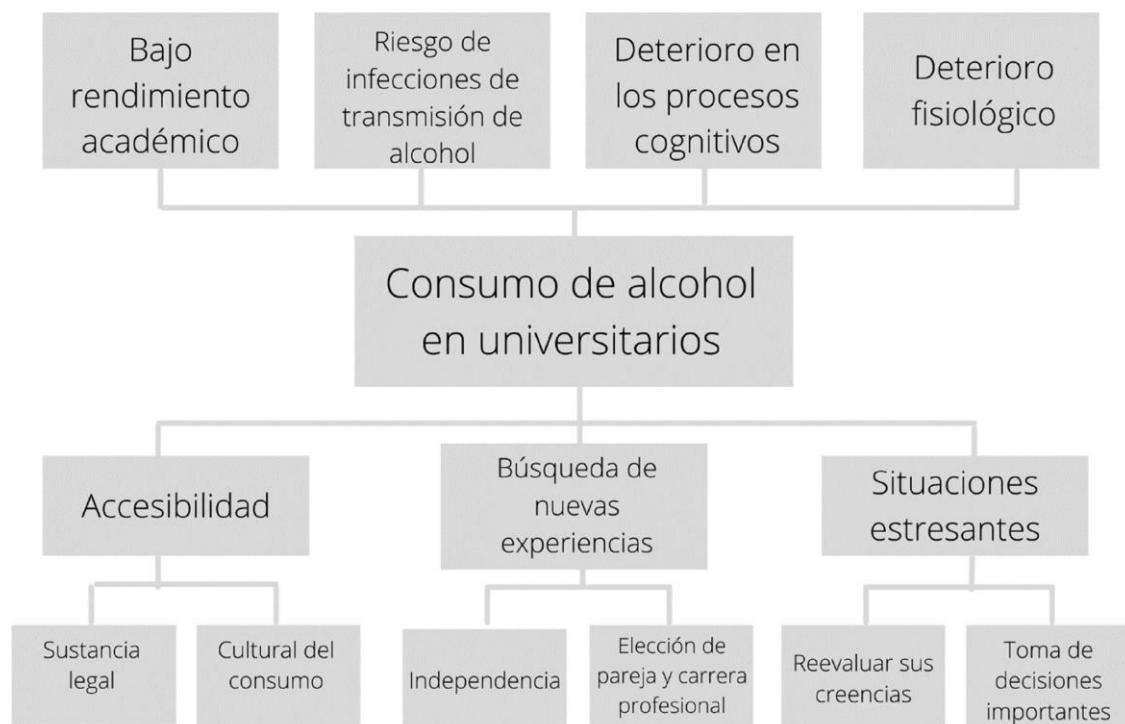 Bajo
rendimiento
académico
Riesgo de
infecciones de
transmisión de
alcohol
Deterioro en
los procesos
cognitivos
Deterioro
fisiológico
Consumo de alcohol
en universitarios
Accesibilidad
Búsqueda de
nuevas
experiencias
Situaciones
estresantes
Sustancia
legal
Cultural del
consumo
Independencia
Elección de
pareja y carrera
profesional
Reevaluar sus
creencias
Toma de
decisiones
importantes